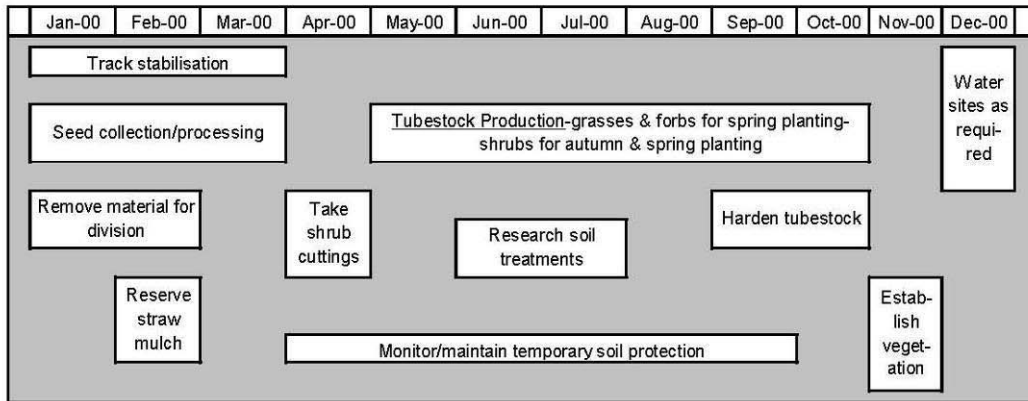 Jan-00 Feb-00 Mar-00 Apr-00 May-00 Jun-00 Jul-00 Aug-00 Sep-00 Oct-00 Nov-00 Dec-00
Track stabilisation
Water
sites as
requi-
red
Seed collection/processing
Tubestock Production-grasses & forbs for spring planting-
shrubs for autumn & spring planting
Remove material for
division
Take
shrub
cuttings
Research soil
treatments
Harden tubestock
Reserve
straw
mulch
Monitor/maintain temporary soil protection
Estab-
lish
veget-
ation